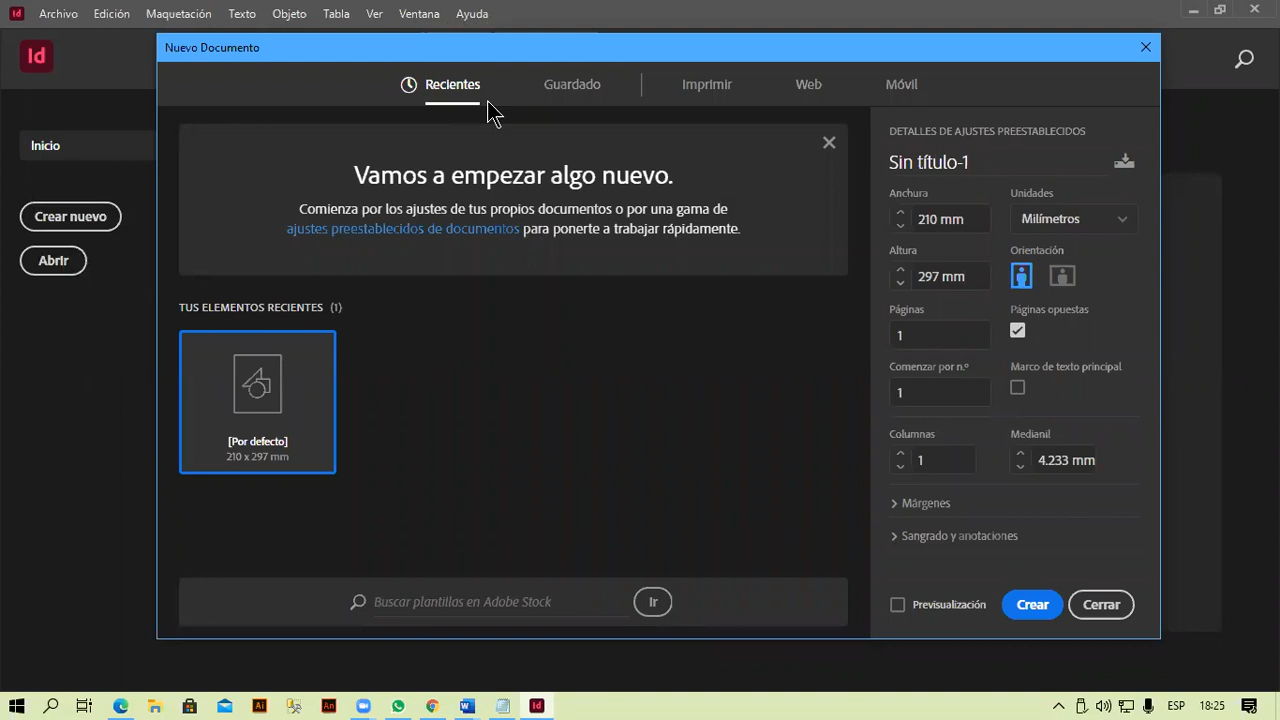 Archivo Edición Maquetación Texto Objeto Tabla Ver Ventana Ayuda
Id
Nuevo Documento
Recientes Guardado Imprimir Web Móvil
Inicio
Crear nuevo
Abrir
Vamos a empezar algo nuevo.
Comienza por los ajustes de tus propios documentos o por una gama de
ajustes preestablecidos de documentos para ponerte a trabajar rápidamente.
TUS ELEMENTOS RECIENTES (1)
[Por defecto]
210 x 297 mm
Buscar plantillas en Adobe Stock Ir
DETALLES DE AJUSTES PREESTABLECIDOS
Sin título-1
Anchura Unidades
210 mm Milímetros
Altura Orientación
297 mm
Páginas Páginas opuestas
1
Comenzar por n.º Marco de texto principal
1
Columnas Medianil
1 4.233 mm
Márgenes
Sangrado y anotaciones
Previsualización Crear Cerrar
Ai An W Id ESP 18:25